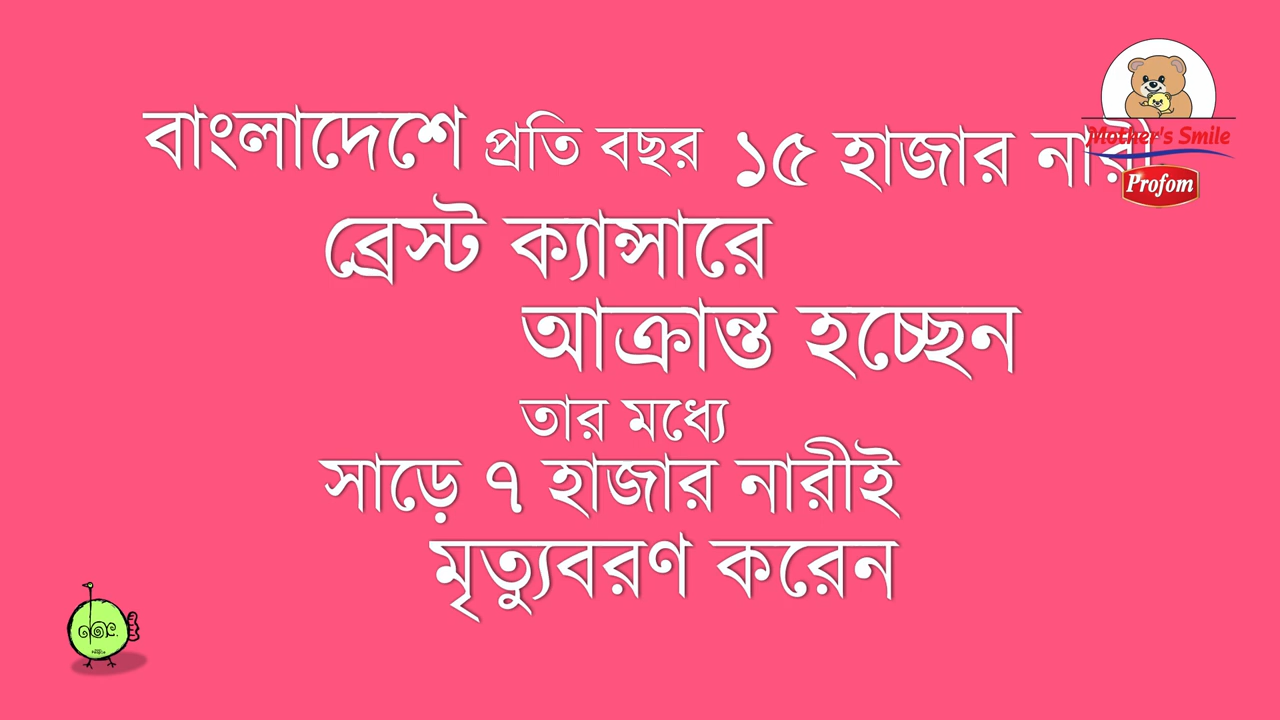 বাংলাদেশে প্রতি বছর ১৫ হাজার নারী
ব্রেস্ট ক্যান্সারে
আক্রান্ত হচ্ছেন
তার মধ্যে
সাড়ে ৭ হাজার নারীই
মৃত্যুবরণ করেন
Mother's Smile
Profom